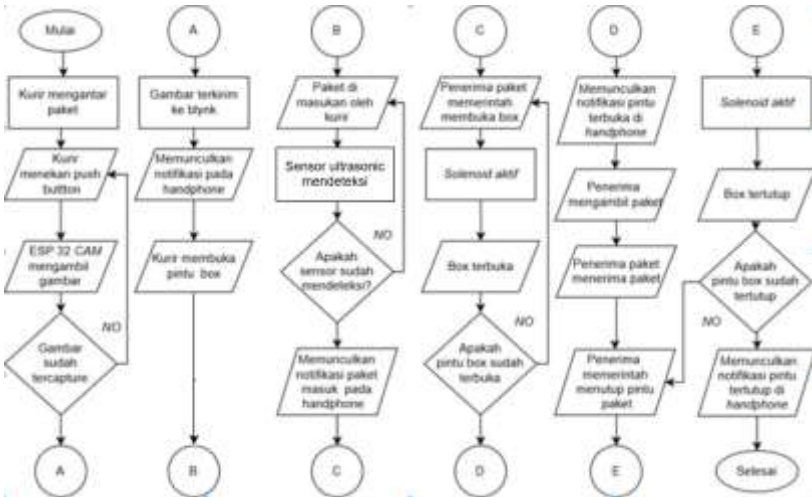 Mulai
Kurir mengantar
paket
Kurir
menekan push
buttton
ESP 32 CAM
mengambil
gambar
NO
Gambar
sudah
tercapture
A
A
Gambar terkirim
ke blynk
Memunculkan
notifikasi pada
handphone
Kurir membuka
pintu box
B
B
Paket di
masukan oleh
kurir
Sensor ultrasonic
mendeteksi
NO
Apakah
sensor sudah
mendeteksi?
Memunculkan
notifikasi paket
masuk pada
handphone
C
C
Penerima paket
memerintah
membuka box
Solenoid aktif
Box terbuka
NO
Apakah
pintu box sudah
terbuka
D
D
Memunculkan
notifikasi pintu
terbuka di
handphone
Penerima
mengambil paket
Penerima paket
menerima paket
Penerima
memerintah
menutup pintu
paket
E
E
Solenoid aktif
Box tertutup
Apakah
pintu box sudah
tertutup
NO
Memunculkan
notifikasi pintu
tertutup di
handphone
Selesai